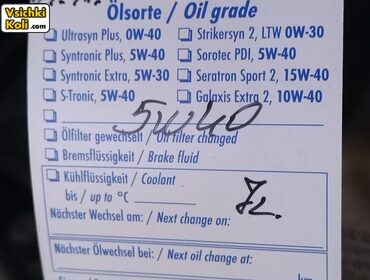 Vsichki
Koli.com
Ölsorte / Oil grade
Ultrasyn Plus, 0W-40
Strikersyn 2, LTW 0W-30
Syntronic Plus, 5W-40
Sorotec PDI, 5W-40
Syntronic Extra, 5W-30
Seratron Sport 2, 15W-40
S-Tronic, 5W-40
Galaxis Extra 2, 10W-40
5W40
Ölfilter gewechselt / Oil filter changed
Bremsflüssigkeit / Brake fluid
Kühlflüssigkeit / Coolant
bis / up to °C
7L.
Nächster Wechsel am: / Next change on:
Nächster Ölwechsel bei: / Next oil change at:
km